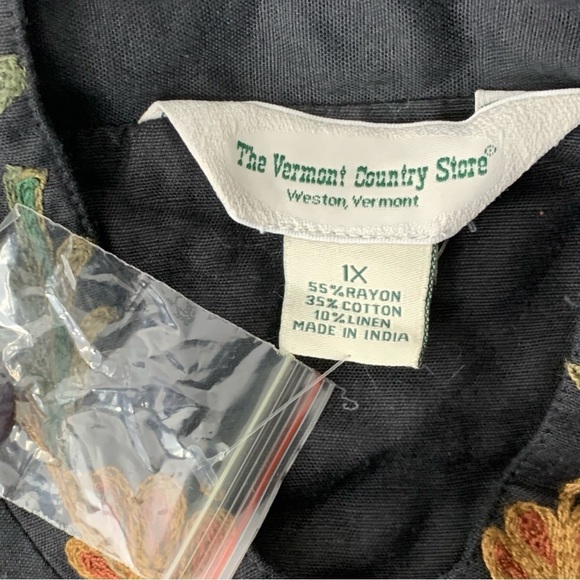 The Vermont Country Store®
Weston, Vermont
1X
55% RAYON
35% COTTON
10% LINEN
MADE IN INDIA